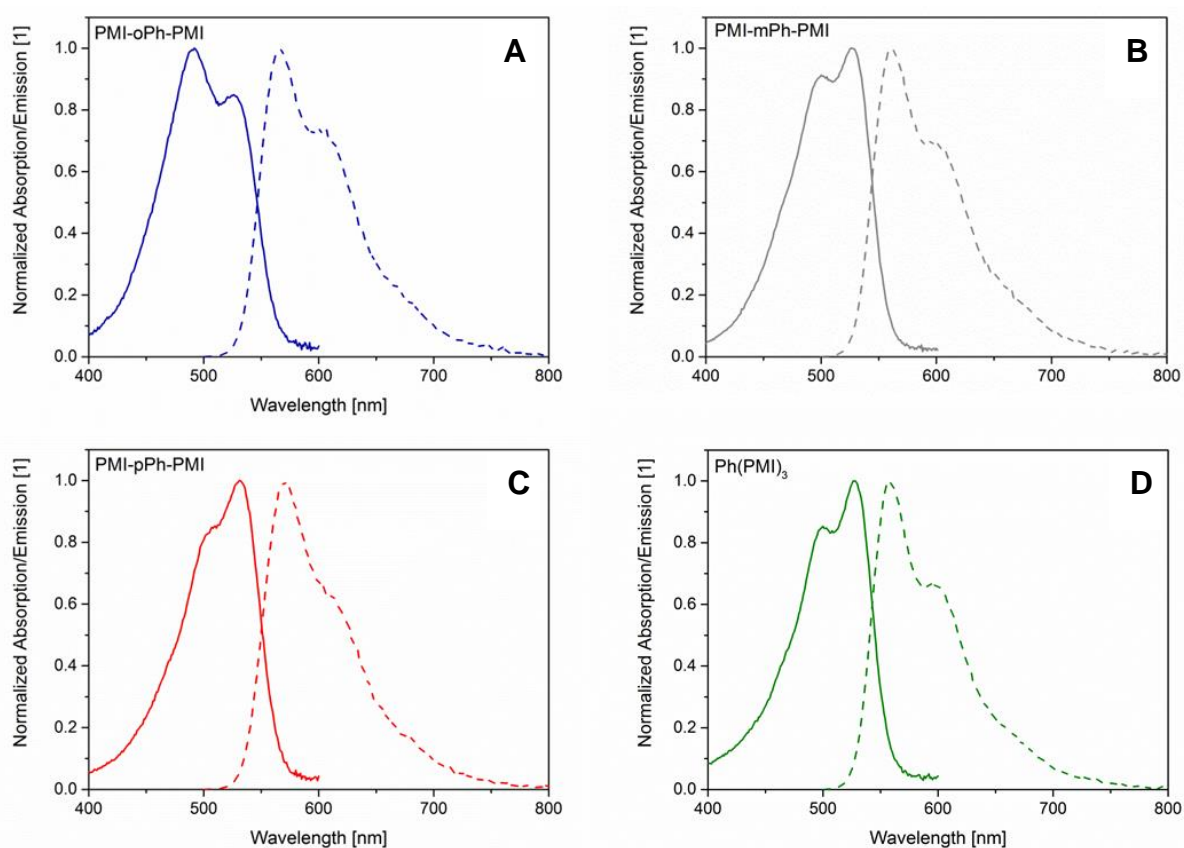 PMI-oPh-PMI
A
Normalized Absorption/Emission [1]
1.0
0.8
0.6
0.4
0.2
0.0
400 500 600 700 800
Wavelength [nm]
PMI-mPh-PMI
B
Normalized Absorption/Emission [1]
1.0
0.8
0.6
0.4
0.2
0.0
400 500 600 700 800
Wavelength [nm]
PMI-pPh-PMI
C
Normalized Absorption/Emission [1]
1.0
0.8
0.6
0.4
0.2
0.0
400 500 600 700 800
Wavelength [nm]
Ph(PMI)₃
D
Normalized Absorption/Emission [1]
1.0
0.8
0.6
0.4
0.2
0.0
400 500 600 700 800
Wavelength [nm]